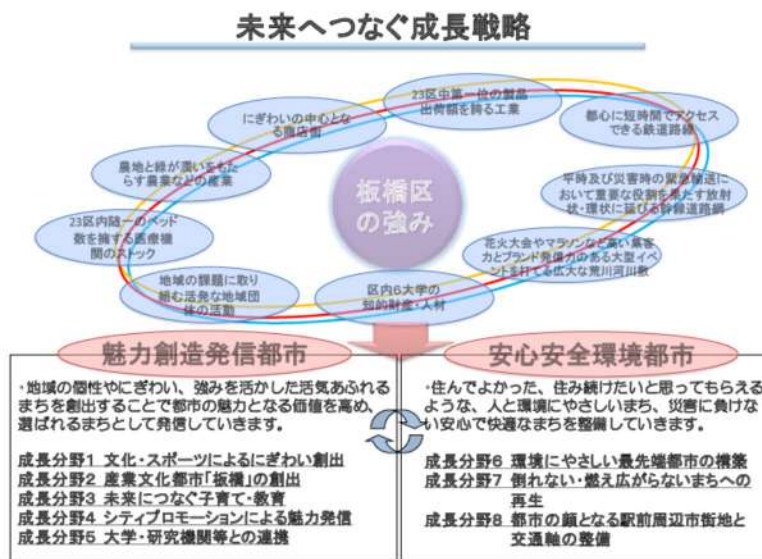 未来へつなぐ成長戦略
23区中第一位の製品
出荷額を誇る工業
にぎわいの中心とな
る商店街
都心に短時間でアクセス
できる鉄道路線
農地と緑が潤いをもた
らす農業などの産業
板橋区
の強み
平時及び災害時の緊急輸送に
おいて重要な役割を果たす放射
状・環状に延びる幹線道路網
23区内随一のベッド
数を擁する医療機
関のストック
花火大会やマラソンなど高い集客
力とブランド発信力のある大型イベ
ントを打てる広大な荒川河川敷
地域の課題に取り
組む活発な地域団
体の活動
区内6大学の
知的財産・人材
魅力創造発信都市
・地域の個性やにぎわい、強みを活かした活気あふれる
まちを創出することで都市の魅力となる価値を高め、
選ばれるまちとして発信していきます。
成長分野1 文化・スポーツによるにぎわい創出
成長分野2 産業文化都市「板橋」の創出
成長分野3 未来につなぐ子育て・教育
成長分野4 シティプロモーションによる魅力発信
成長分野5 大学・研究機関等との連携
安心安全環境都市
・住んでよかった、住み続けたいと思ってもらえる
ような、人と環境にやさしいまち、災害に負けな
い安心で快適なまちを整備していきます。
成長分野6 環境にやさしい最先端都市の構築
成長分野7 倒れない・燃え広がらないまちへの
再生
成長分野8 都市の顔となる駅前周辺市街地と
交通軸の整備